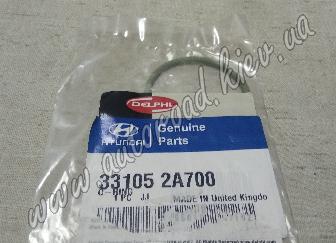 www.autoroad.kiev.ua
DELPHI
HYUNDAI
Genuine
Parts
33105 2A700
MADE IN United Kingdo